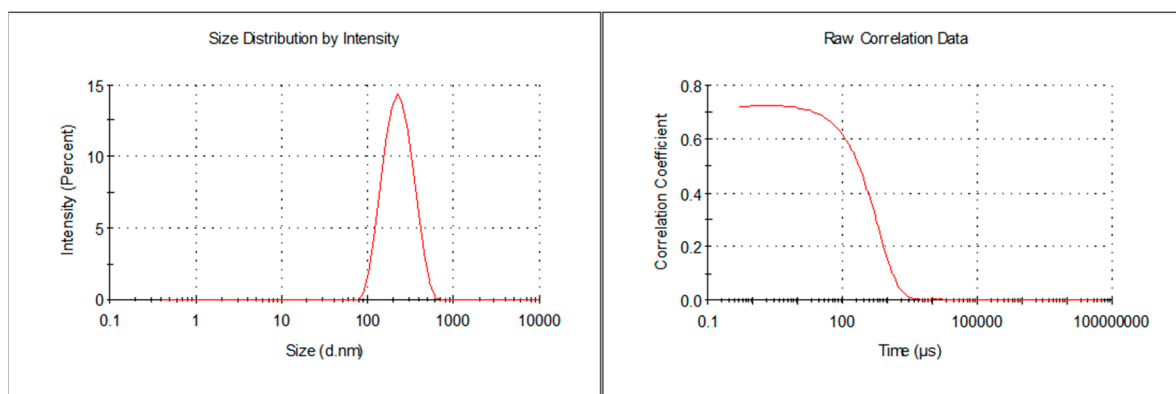 Size Distribution by Intensity
Intensity (Percent)
15
10
5
0
0.1 1 10 100 1000 10000
Size (d.nm)
Raw Correlation Data
Correlation Coefficient
0.8
0.6
0.4
0.2
0.0
0.1 100 100000 100000000
Time (µs)